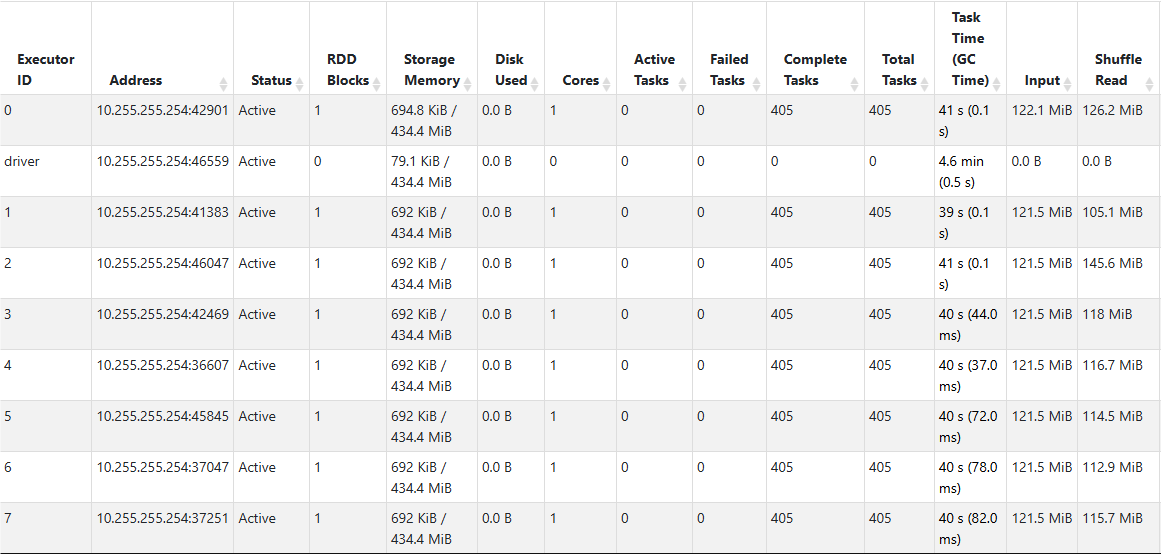 Executor ID Address Status RDD Blocks Storage Memory Disk Used Cores Active Tasks Failed Tasks Complete Tasks Total Tasks Task Time (GC Time) Input Shuffle Read
0 10.255.255.254:42901 Active 1 694.8 KiB / 434.4 MiB 0.0 B 1 0 0 405 405 41 s (0.1 s) 122.1 MiB 126.2 MiB
driver 10.255.255.254:46559 Active 0 79.1 KiB / 434.4 MiB 0.0 B 0 0 0 0 0 4.6 min (0.5 s) 0.0 B 0.0 B
1 10.255.255.254:41383 Active 1 692 KiB / 434.4 MiB 0.0 B 1 0 0 405 405 39 s (0.1 s) 121.5 MiB 105.1 MiB
2 10.255.255.254:46047 Active 1 692 KiB / 434.4 MiB 0.0 B 1 0 0 405 405 41 s (0.1 s) 121.5 MiB 145.6 MiB
3 10.255.255.254:42469 Active 1 692 KiB / 434.4 MiB 0.0 B 1 0 0 405 405 40 s (44.0 ms) 121.5 MiB 118 MiB
4 10.255.255.254:36607 Active 1 692 KiB / 434.4 MiB 0.0 B 1 0 0 405 405 40 s (37.0 ms) 121.5 MiB 116.7 MiB
5 10.255.255.254:45845 Active 1 692 KiB / 434.4 MiB 0.0 B 1 0 0 405 405 40 s (72.0 ms) 121.5 MiB 114.5 MiB
6 10.255.255.254:37047 Active 1 692 KiB / 434.4 MiB 0.0 B 1 0 0 405 405 40 s (78.0 ms) 121.5 MiB 112.9 MiB
7 10.255.255.254:37251 Active 1 692 KiB / 434.4 MiB 0.0 B 1 0 0 405 405 40 s (82.0 ms) 121.5 MiB 115.7 MiB